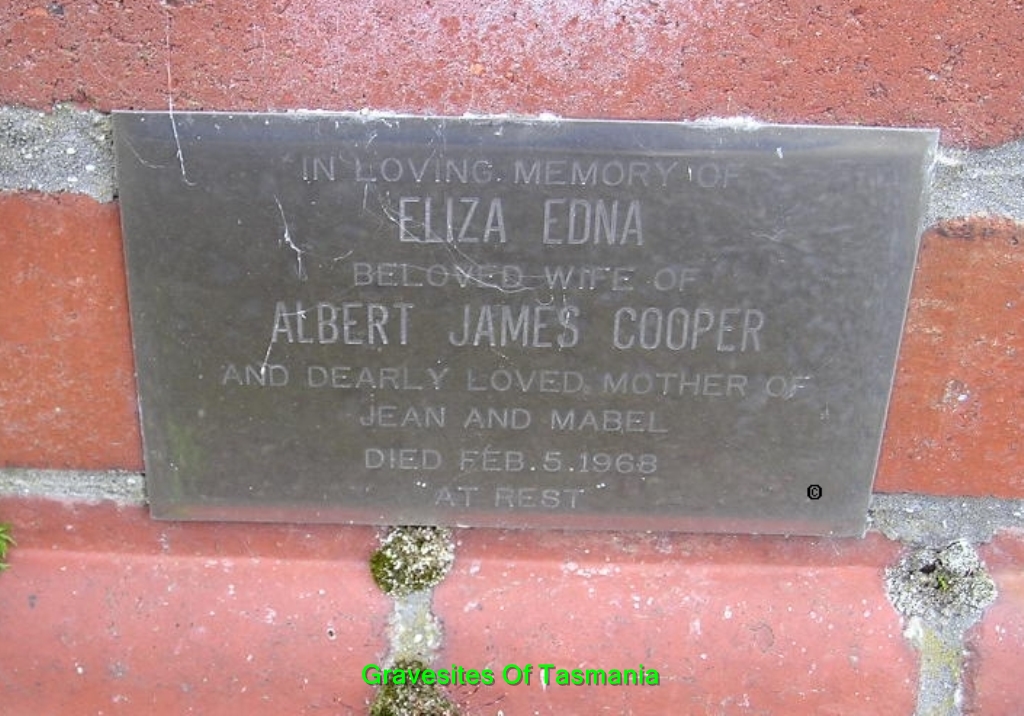 IN LOVING MEMORY OF
ELIZA EDNA
BELOVED WIFE OF
ALBERT JAMES COOPER
AND DEARLY LOVED MOTHER OF
JEAN AND MABEL
DIED FEB. 5. 1968
AT REST
©
Gravesites Of Tasmania